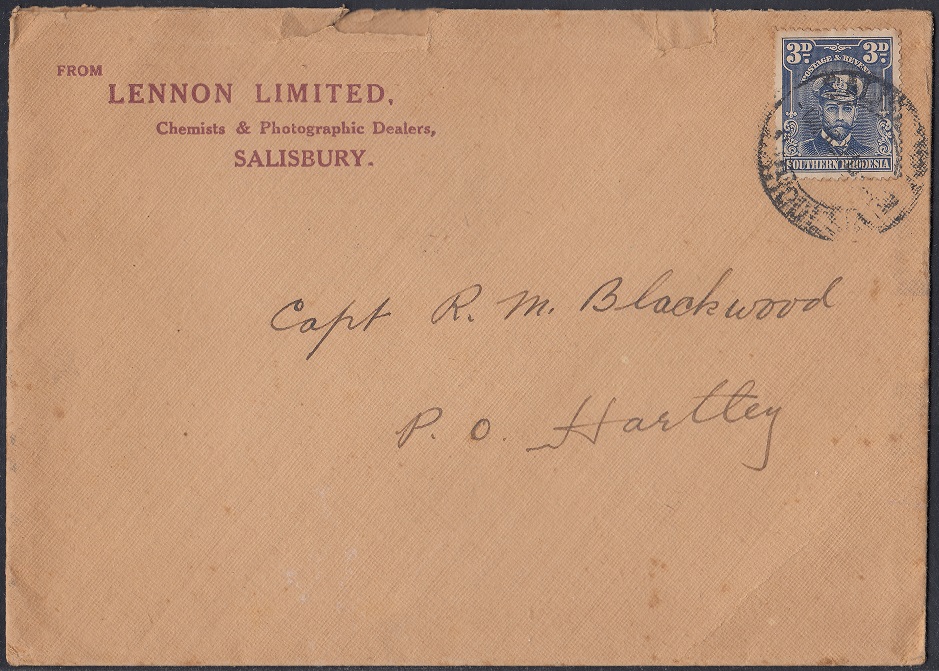 FROM
LENNON LIMITED,
Chemists & Photographic Dealers,
SALISBURY.
3D 3D
POSTAGE & REVENUE
SOUTHERN RHODESIA
Capt R. M. Blackwood
P. O. Hartley